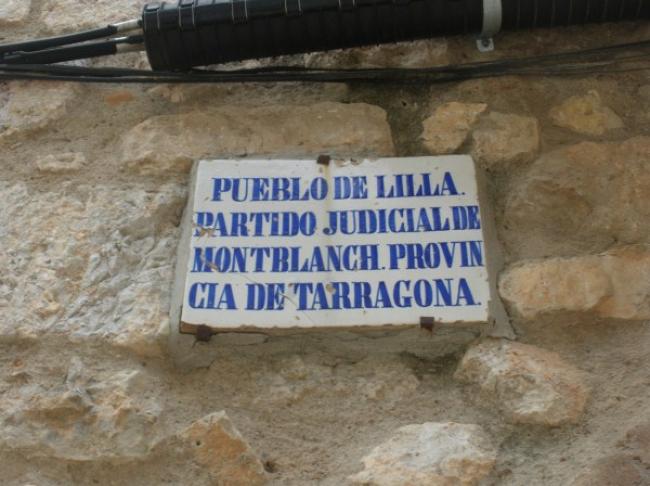 PUEBLO DE LILLA.
PARTIDO JUDICIAL DE
MONTBLANCH. PROVIN
CIA DE TARRAGONA.